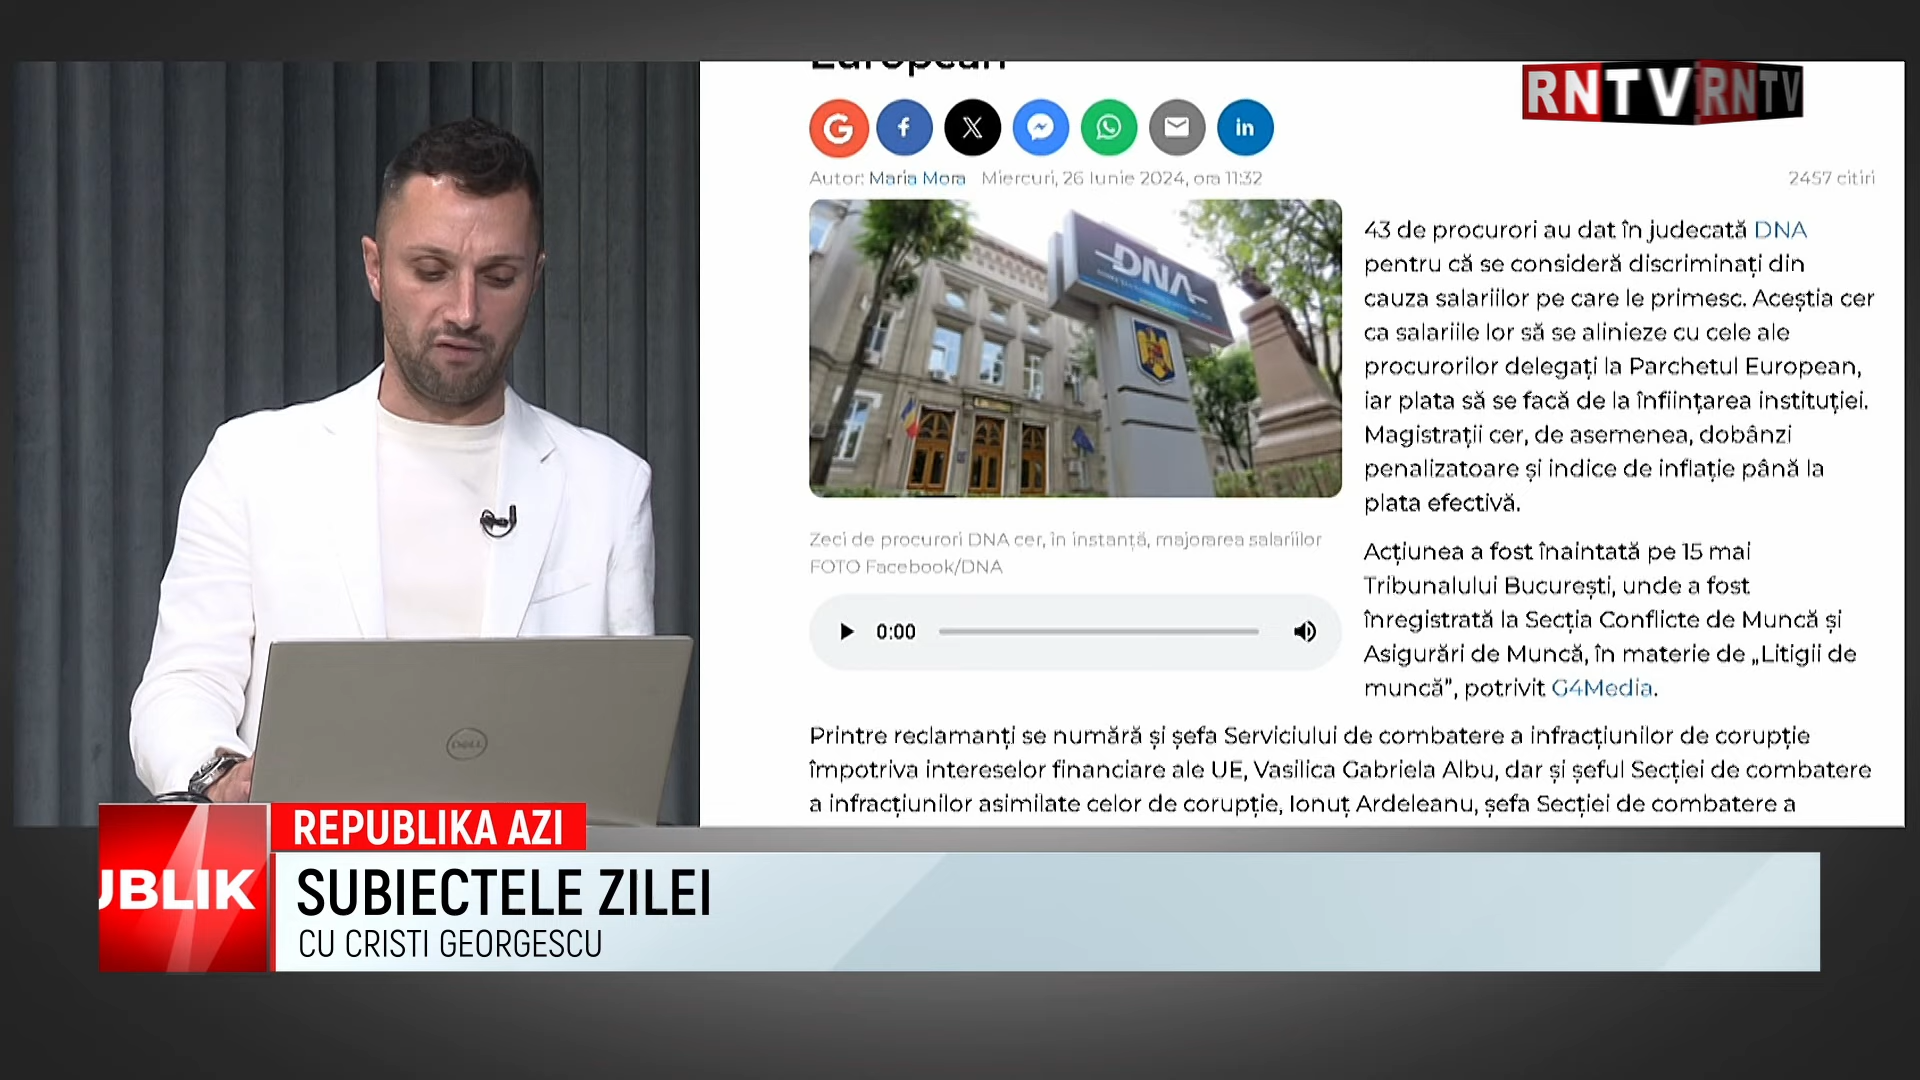 European
RNTV RNTV
G f X in
Autor: Maria Mora Miercuri, 26 Iunie 2024, ora 11:32
2457 citiri
DNA
43 de procurori au dat în judecată DNA
pentru că se consideră discriminați din
cauza salariilor pe care le primesc. Aceștia cer
ca salariile lor să se alinieze cu cele ale
procurorilor delegați la Parchetul European,
iar plata să se facă de la înființarea instituției.
Magistrații cer, de asemenea, dobânzi
penalizatoare și indice de inflație până la
plata efectivă.
Zeci de procurori DNA cer, în instanță, majorarea salariilor
FOTO Facebook/DNA
0:00
Acțiunea a fost înaintată pe 15 mai
Tribunalului București, unde a fost
înregistrată la Secția Conflicte de Muncă și
Asigurări de Muncă, în materie de „Litigii de
muncă”, potrivit G4Media.
Printre reclamanți se numără și șefa Serviciului de combatere a infracțiunilor de corupție
împotriva intereselor financiare ale UE, Vasilica Gabriela Albu, dar și șeful Secției de combatere
a infracțiunilor asimilate celor de corupție, Ionuț Ardeleanu, șefa Secției de combatere a
DELL
REPUBLIKA AZI
UBLIK
SUBIECTELE ZILEI
CU CRISTI GEORGESCU